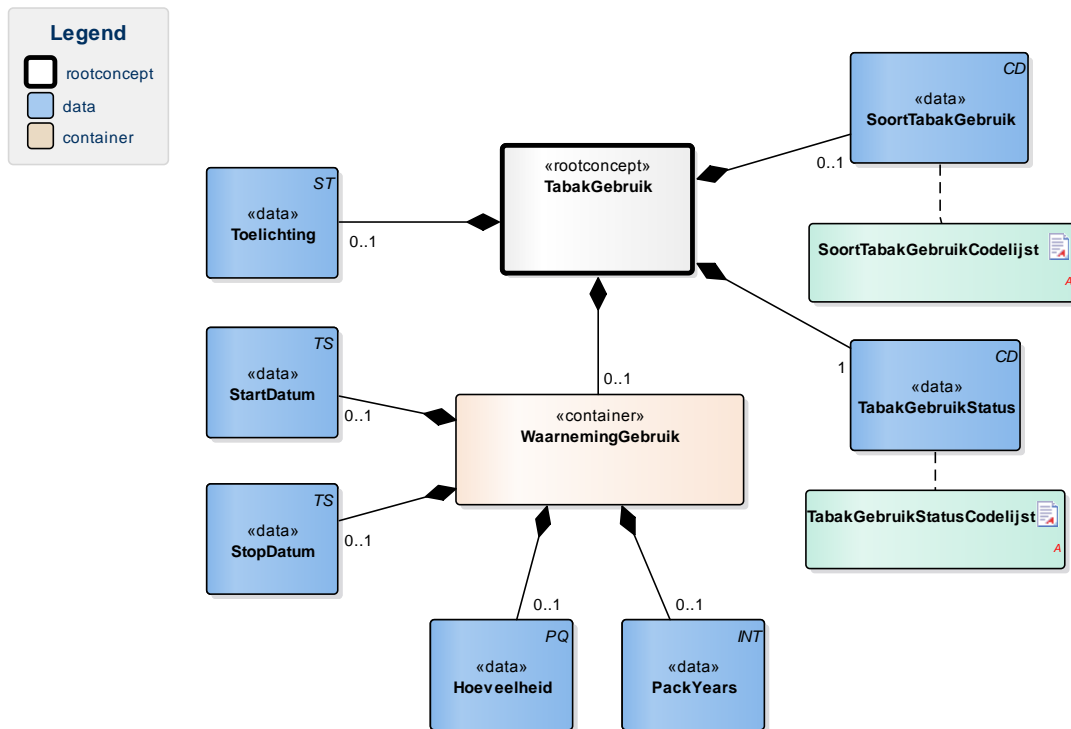 Legend
rootconcept
data
container
CD
«data»
SoortTabakGebruik
0..1
«rootconcept»
TabakGebruik
ST
«data»
Toelichting
0..1
SoortTabakGebruikCodelijst
A
A
TS
«data»
StartDatum
0..1
0..1
CD
«data»
TabakGebruikStatus
1
«container»
WaarnemingGebruik
TS
«data»
StopDatum
0..1
TabakGebruikStatusCodelijst
A
A
0..1
0..1
PQ
«data»
Hoeveelheid
INT
«data»
PackYears